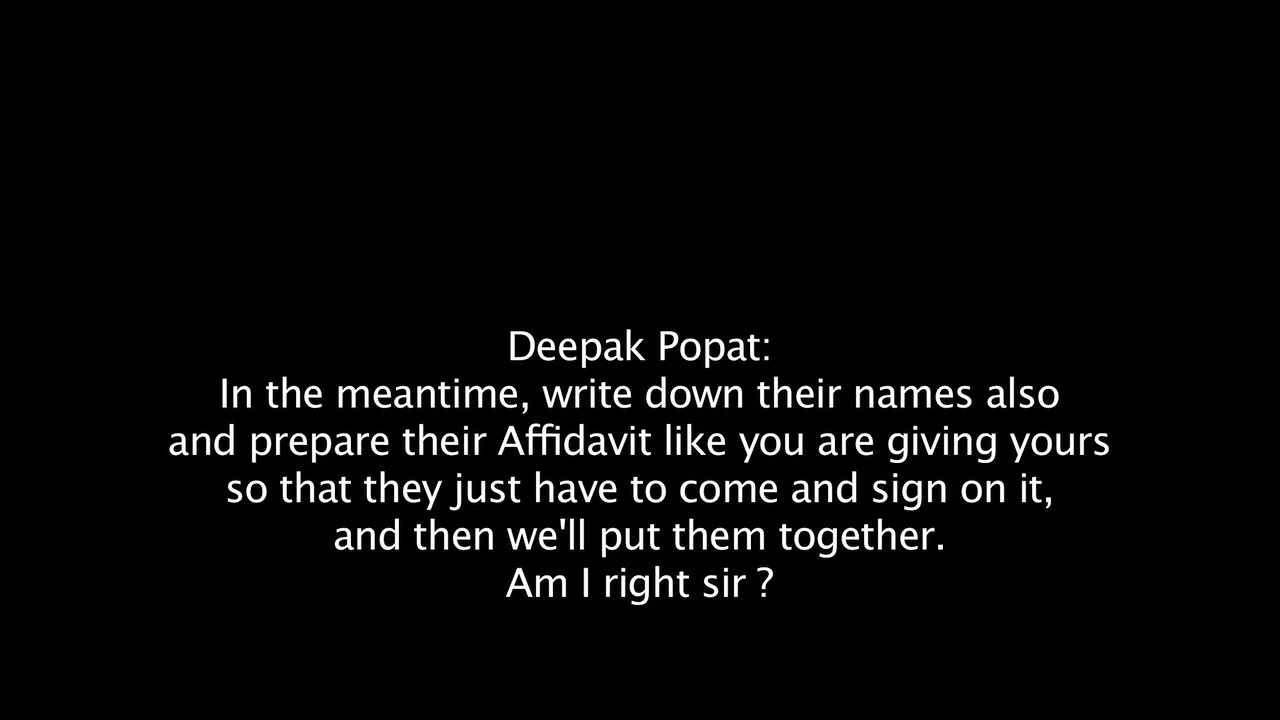 Deepak Popat:
In the meantime, write down their names also
and prepare their Affidavit like you are giving yours
so that they just have to come and sign on it,
and then we'll put them together.
Am I right sir ?